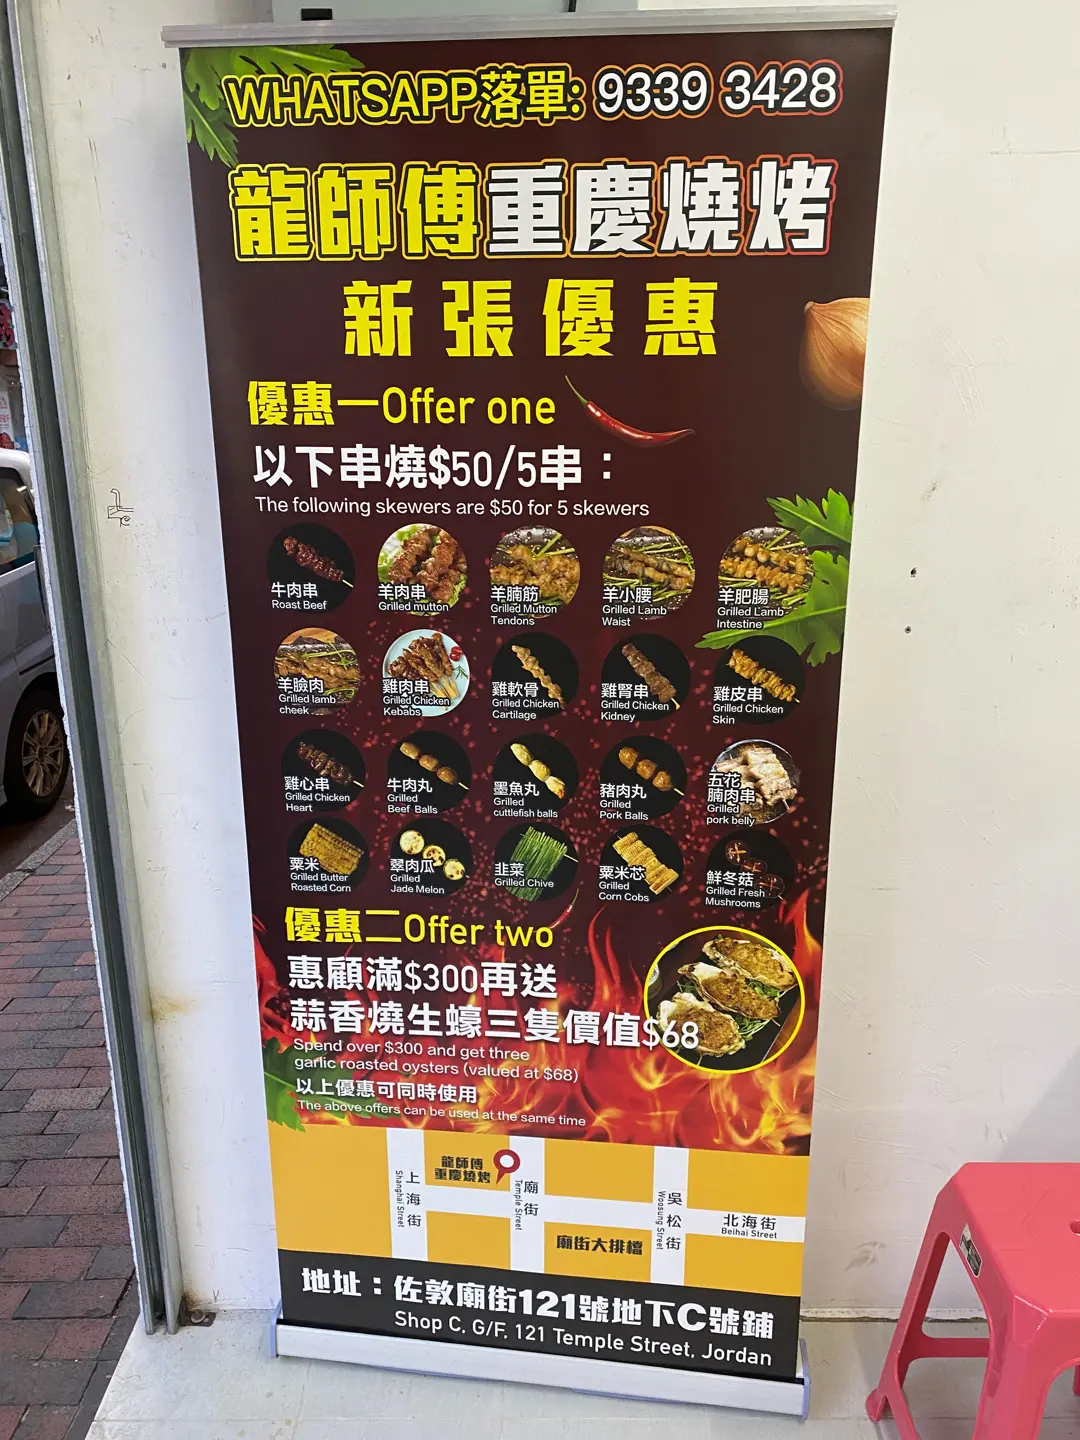 WHATSAPP落單: 9339 3428
龍師傅重慶燒烤
新張優惠
優惠一Offer one
以下串燒$50/5串：
The following skewers are $50 for 5 skewers
牛肉串
Roast Beef
羊肉串
Grilled mutton
羊腩筋
Grilled Mutton
Tendons
羊小腰
Grilled Lamb
Waist
羊肥腸
Grilled Lamb
Intestine
羊臉肉
Grilled lamb
cheek
雞肉串
Grilled Chicken
Kebabs
雞軟骨
Grilled Chicken
Cartilage
雞腎串
Grilled Chicken
Kidney
雞皮串
Grilled Chicken
Skin
雞心串
Grilled Chicken
Heart
牛肉丸
Grilled
Beef Balls
墨魚丸
Grilled
cuttlefish balls
豬肉丸
Grilled
Pork Balls
五花
腩肉串
Grilled
pork belly
粟米
Grilled Butter
Roasted Corn
翠肉瓜
Grilled
Jade Melon
韭菜
Grilled Chive
粟米芯
Grilled
Corn Cobs
鮮冬菇
Grilled Fresh
Mushrooms
優惠二Offer two
惠顧滿$300再送
蒜香燒生蠔三隻價值$68
Spend over $300 and get three
garlic roasted oysters (valued at $68)
以上優惠可同時使用
The above offers can be used at the same time
上海街
Shanghai Street
龍師傅
重慶燒烤
廟街
Temple Street
廟街大排檔
吳松街
Woosung Street
北海街
Beihai Street
地址：佐敦廟街121號地下C號鋪
Shop C, G/F, 121 Temple Street, Jordan